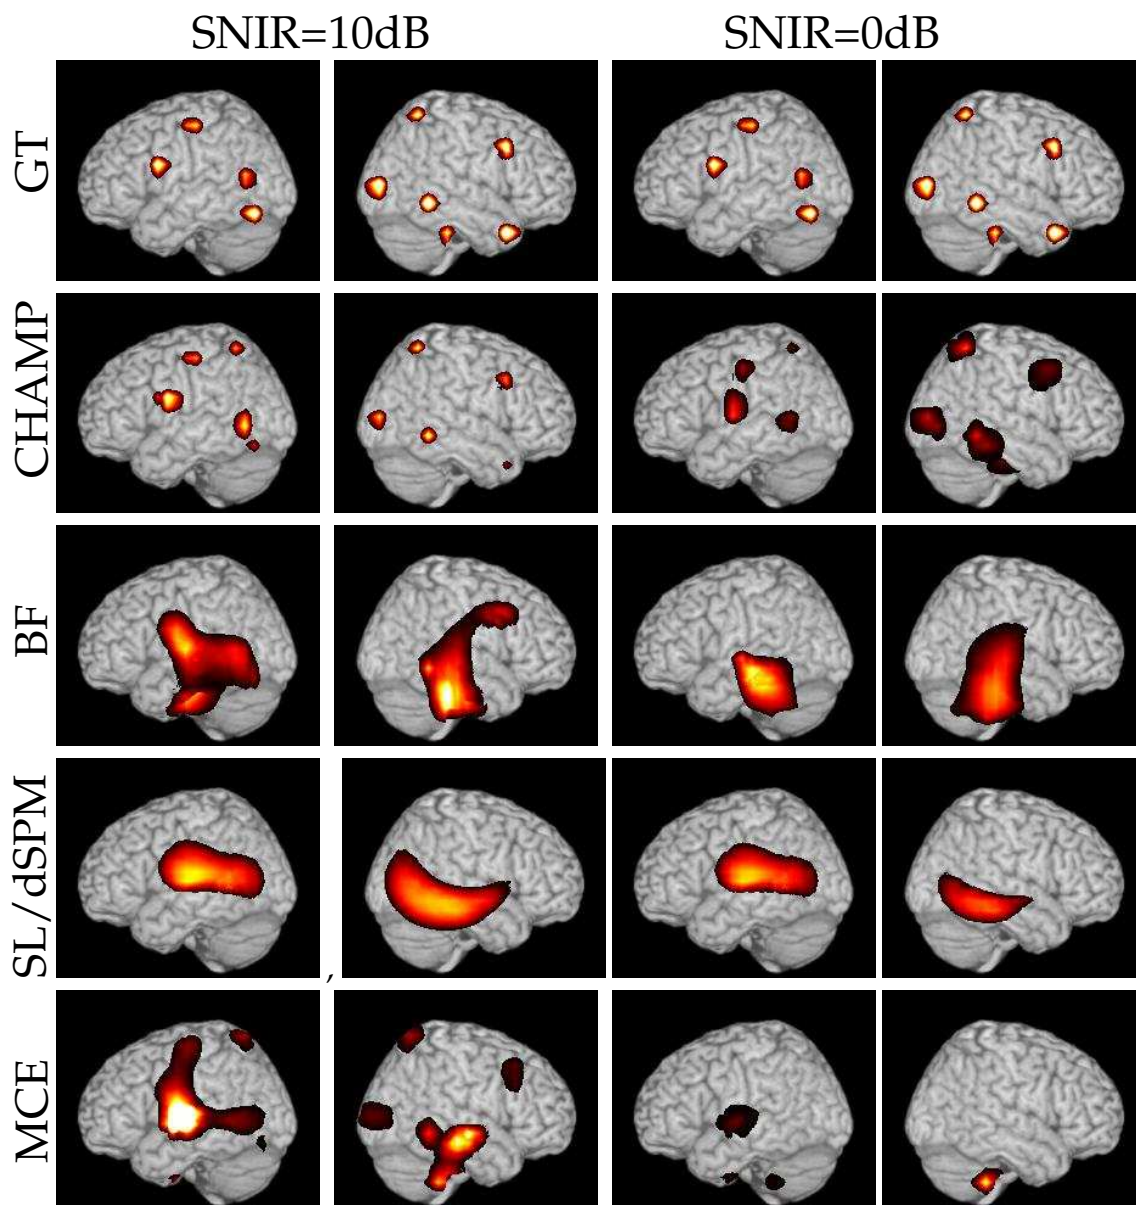 SNIR=10dB SNIR=0dB
GT
CHAMP
BF
SL/dSPM
,
MCE